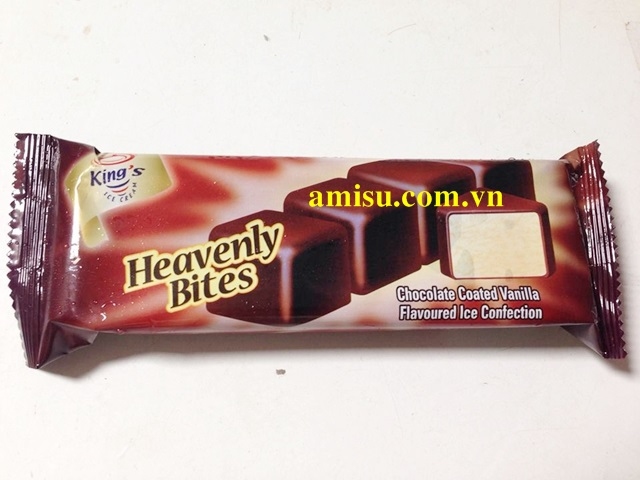 King's
ICE CREAM
amisu.com.vn
Heavenly
Bites
Chocolate Coated Vanilla
Flavoured Ice Confection